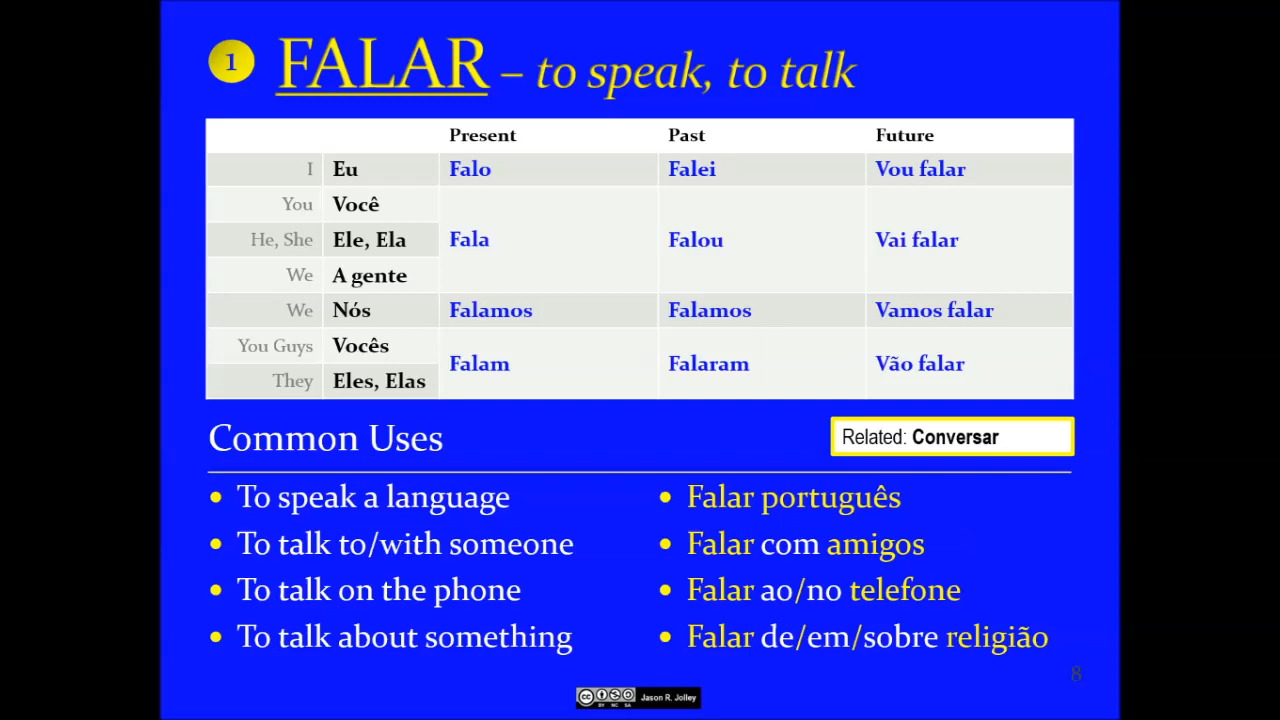 1 FALAR – to speak, to talk
Present Past Future
I Eu Falo Falei Vou falar
You Você
He, She Ele, Ela Fala Falou Vai falar
We A gente
We Nós Falamos Falamos Vamos falar
You Guys Vocês
Falam Falaram Vão falar
They Eles, Elas
Common Uses
Related: Conversar
• To speak a language
• To talk to/with someone
• To talk on the phone
• To talk about something
• Falar português
• Falar com amigos
• Falar ao/no telefone
• Falar de/em/sobre religião
8
CC BY NC SA Jason R. Jolley